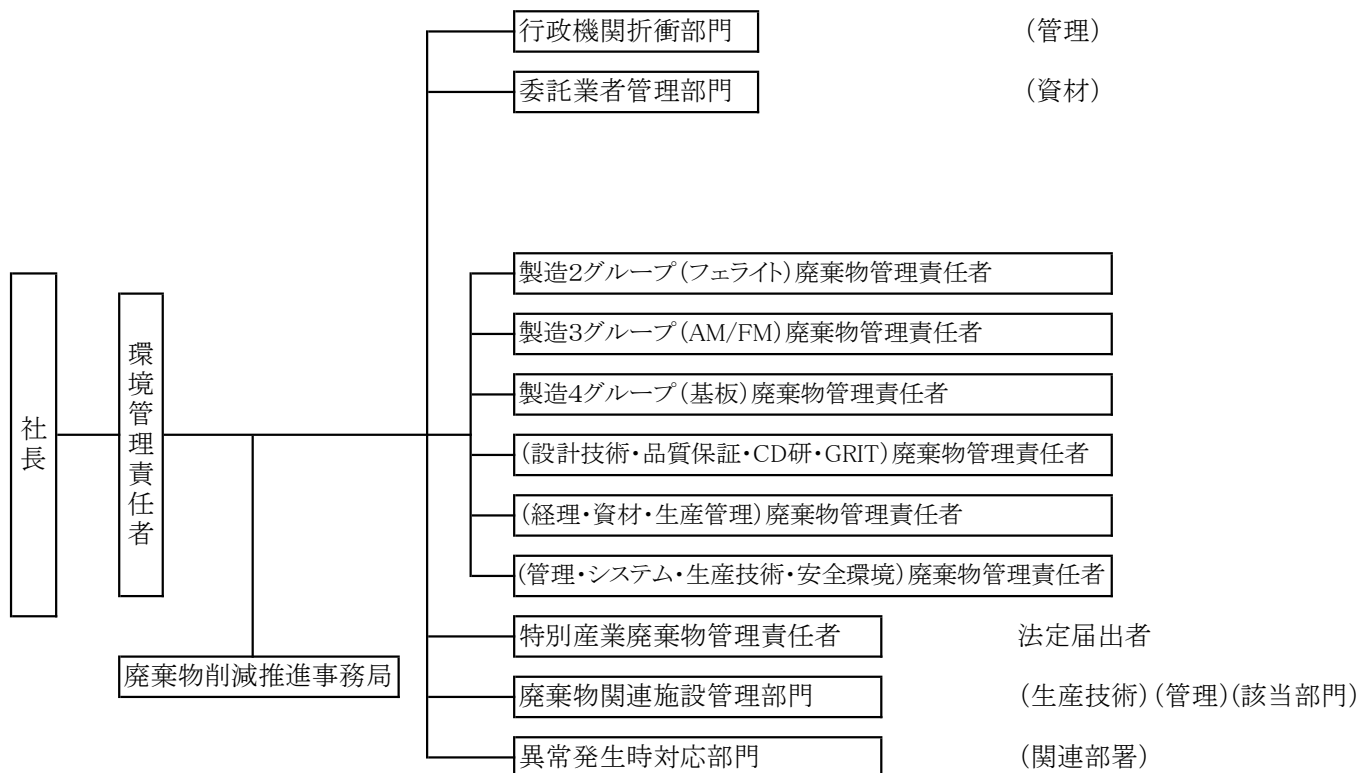 行政機関折衝部門 (管理)
委託業者管理部門 (資材)
製造2グループ(フェライト)廃棄物管理責任者
製造3グループ(AM/FM)廃棄物管理責任者
製造4グループ(基板)廃棄物管理責任者
(設計技術・品質保証・CD研・GRIT)廃棄物管理責任者
(経理・資材・生産管理)廃棄物管理責任者
(管理・システム・生産技術・安全環境)廃棄物管理責任者
社長
環境管理責任者
特別産業廃棄物管理責任者 法定届出者
廃棄物削減推進事務局
廃棄物関連施設管理部門 (生産技術)(管理)(該当部門)
異常発生時対応部門 (関連部署)